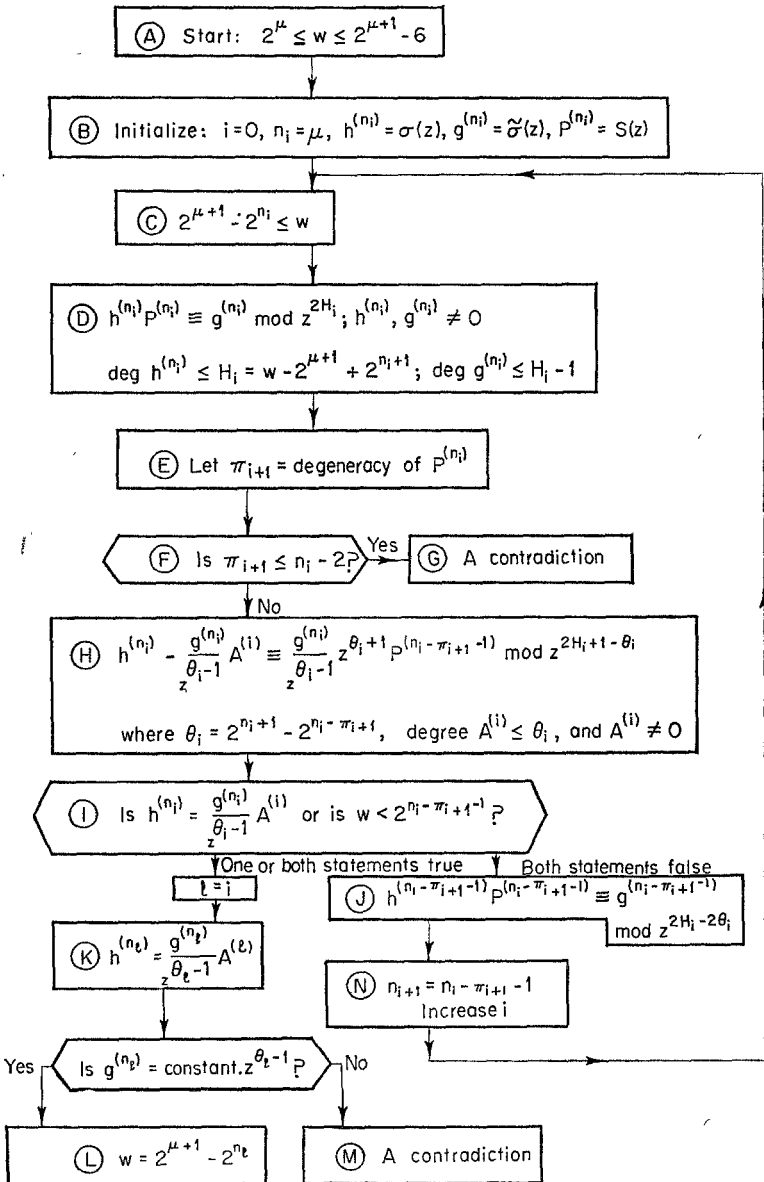 Ⓐ Start: 2^μ ≤ w ≤ 2^{μ+1} - 6
Ⓑ Initialize: i=0, n_i = μ, h^{(n_i)} = σ(z), g^{(n_i)} = σ̃(z), P^{(n_i)} = S(z)
Ⓒ 2^{μ+1} - 2^{n_i} ≤ w
Ⓓ h^{(n_i)} P^{(n_i)} ≡ g^{(n_i)} mod z^{2H_i}; h^{(n_i)}, g^{(n_i)} ≠ 0
deg h^{(n_i)} ≤ H_i = w - 2^{μ+1} + 2^{n_i+1}; deg g^{(n_i)} ≤ H_i - 1
Ⓔ Let π_{i+1} = degeneracy of P^{(n_i)}
Ⓕ Is π_{i+1} ≤ n_i - 2?
Yes
Ⓖ A contradiction
No
Ⓗ h^{(n_i)} - \frac{g^{(n_i)}}{z^{θ_i-1}} A^{(i)} ≡ \frac{g^{(n_i)}}{z^{θ_i-1}} z^{θ_i+1} P^{(n_i-π_{i+1}-1)} mod z^{2H_i+1-θ_i}
where θ_i = 2^{n_i+1} - 2^{n_i-π_{i+1}}, degree A^{(i)} ≤ θ_i, and A^{(i)} ≠ 0
Ⓘ Is h^{(n_i)} = \frac{g^{(n_i)}}{z^{θ_i-1}} A^{(i)} or is w < 2^{n_i-π_{i+1}-1}?
One or both statements true
Both statements false
ℓ = i
Ⓙ h^{(n_i-π_{i+1}-1)} P^{(n_i-π_{i+1}-1)} ≡ g^{(n_i-π_{i+1}-1)}
mod z^{2H_i-2θ_i}
Ⓚ h^{(n_ℓ)} = \frac{g^{(n_ℓ)}}{z^{θ_ℓ-1}} A^{(ℓ)}
Ⓝ n_{i+1} = n_i - π_{i+1} - 1
Increase i
Yes
Is g^{(n_ℓ)} = constant.z^{θ_ℓ-1}?
No
Ⓛ w = 2^{μ+1} - 2^{n_ℓ}
Ⓜ A contradiction